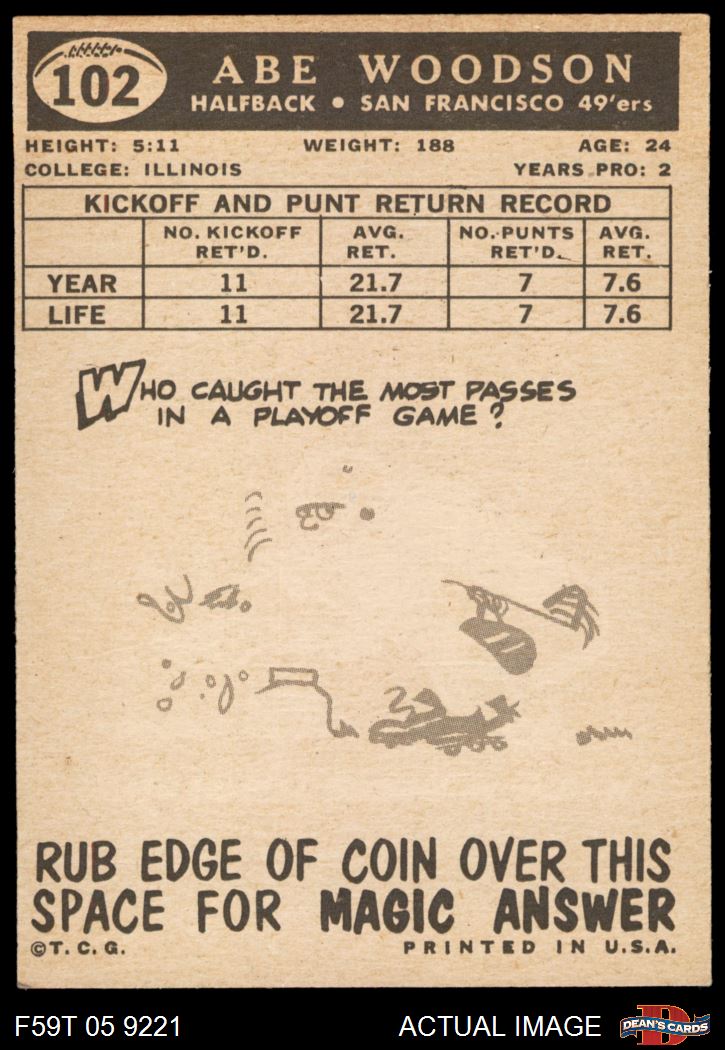 102
ABE WOODSON
HALFBACK • SAN FRANCISCO 49'ers
HEIGHT: 5:11 WEIGHT: 188 AGE: 24
COLLEGE: ILLINOIS YEARS PRO: 2
KICKOFF AND PUNT RETURN RECORD
NO. KICKOFF RET'D. AVG. RET. NO. PUNTS RET'D. AVG. RET.
YEAR 11 21.7 7 7.6
LIFE 11 21.7 7 7.6
WHO CAUGHT THE MOST PASSES
IN A PLAYOFF GAME?
RUB EDGE OF COIN OVER THIS
SPACE FOR MAGIC ANSWER
©T. C. G. PRINTED IN U.S.A.
F59T 05 9221 ACTUAL IMAGE DEAN'S CARDS